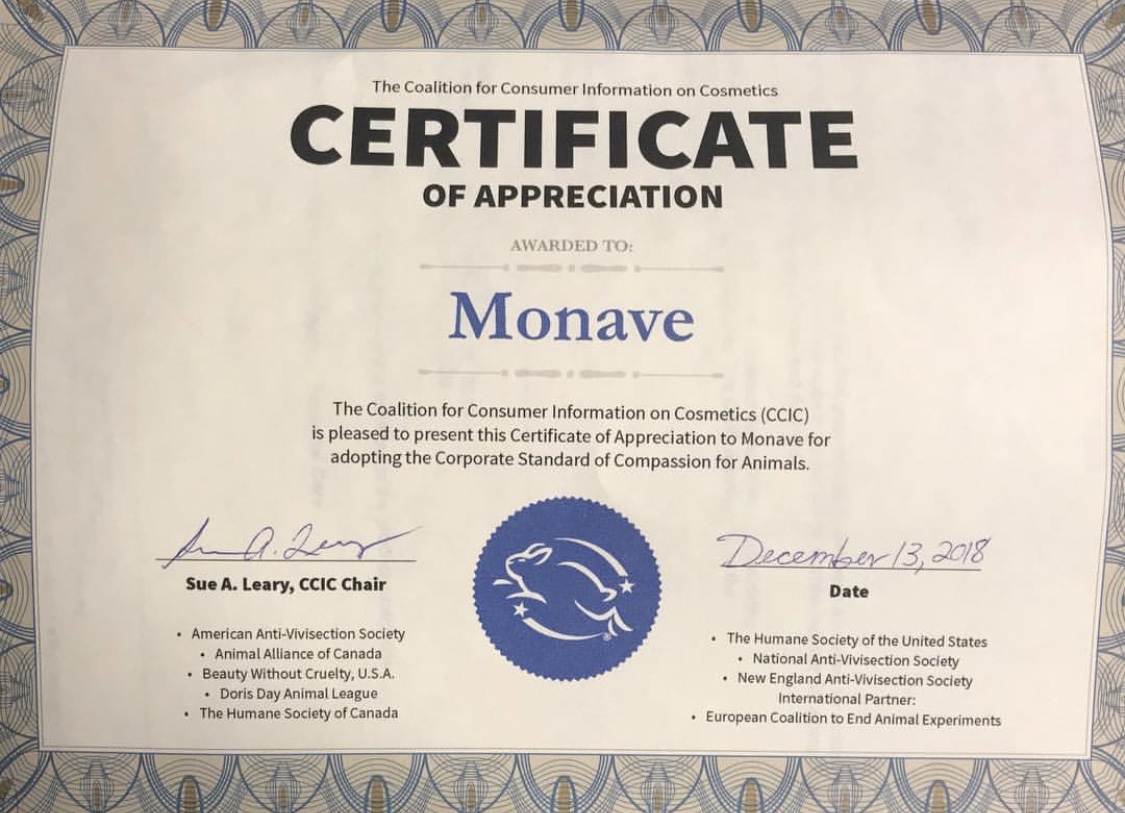 The Coalition for Consumer Information on Cosmetics
CERTIFICATE
OF APPRECIATION
AWARDED TO:
Monave
The Coalition for Consumer Information on Cosmetics (CCIC)
is pleased to present this Certificate of Appreciation to Monave for
adopting the Corporate Standard of Compassion for Animals.
Sue A. Leary
Sue A. Leary, CCIC Chair
• American Anti-Vivisection Society
• Animal Alliance of Canada
• Beauty Without Cruelty, U.S.A.
• Doris Day Animal League
• The Humane Society of Canada
®
December 13, 2018
Date
• The Humane Society of the United States
• National Anti-Vivisection Society
• New England Anti-Vivisection Society
International Partner:
• European Coalition to End Animal Experiments